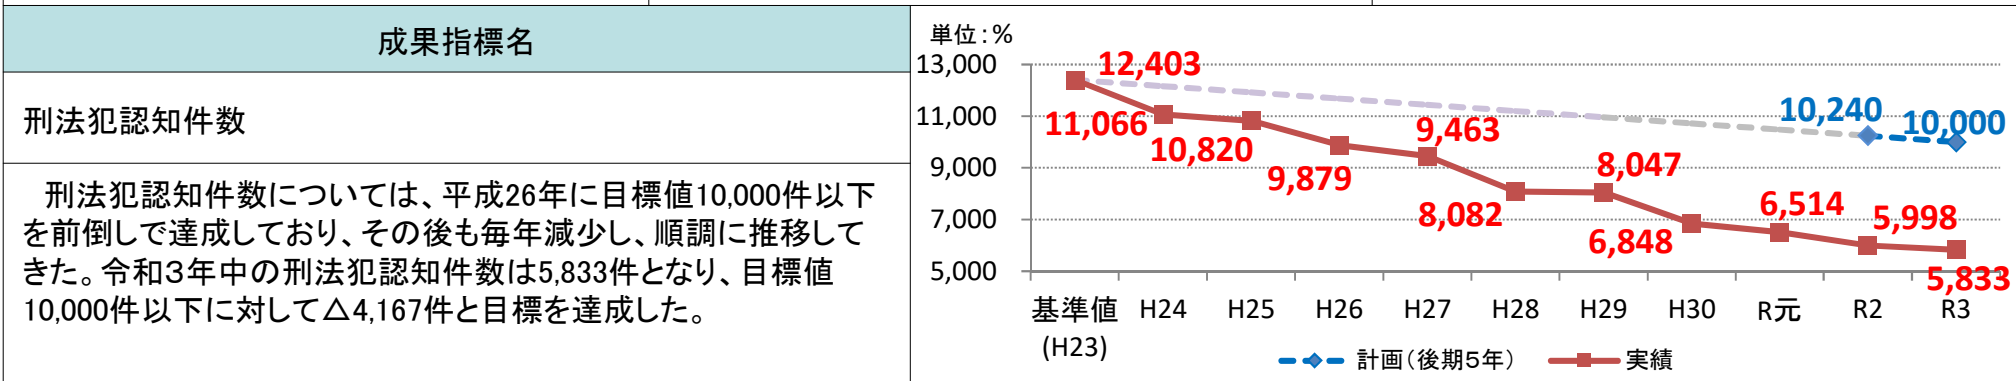 成果指標名
刑法犯認知件数
刑法犯認知件数については、平成26年に目標値10,000件以下
を前倒しで達成しており、その後も毎年減少し、順調に推移して
きた。令和3年中の刑法犯認知件数は5,833件となり、目標値
10,000件以下に対して△4,167件と目標を達成した。
単位：%
13,000
11,000
9,000
7,000
5,000
12,403
11,066
10,820
9,879
9,463
8,082
8,047
6,848
6,514
5,998
5,833
10,240
10,000
基準値 H24 H25 H26 H27 H28 H29 H30 R元 R2 R3
(H23)
計画（後期5年） 実績